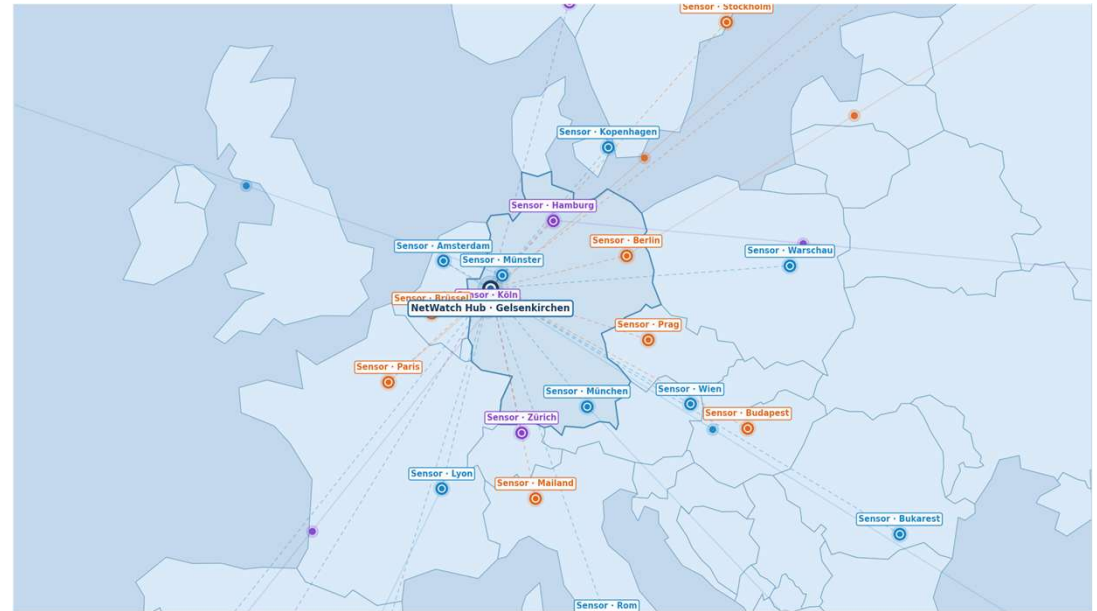 Sensor · Stockholm
Sensor · Kopenhagen
Sensor · Hamburg
Sensor · Berlin
Sensor · Amsterdam
Sensor · Warschau
Sensor · Münster
Sensor · Köln
Sensor · Brüssel
NetWatch Hub · Gelsenkirchen
Sensor · Prag
Sensor · Paris
Sensor · München
Sensor · Wien
Sensor · Budapest
Sensor · Zürich
Sensor · Lyon
Sensor · Mailand
Sensor · Bukarest
Sensor · Rom